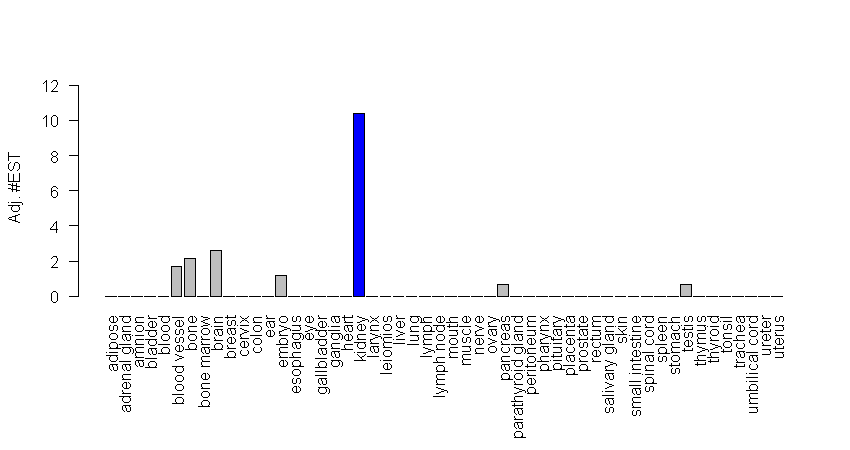 12
10
8
6
4
2
0
Adj. #EST
adipose
adrenal gland
amnion
bladder
blood
blood vessel
bone
bone marrow
brain
breast
cervix
colon
ear
embryo
esophagus
eye
gallbladder
ganglia
heart
kidney
larynx
leiomios
liver
lung
lymph
lymph node
mouth
muscle
nerve
ovary
pancreas
parathyroid gland
peritoneum
pharynx
pituitary
placenta
prostate
rectum
salivary gland
skin
small intestine
spinal cord
spleen
stomach
testis
thymus
thyroid
tonsil
trachea
umbilical cord
ureter
uterus